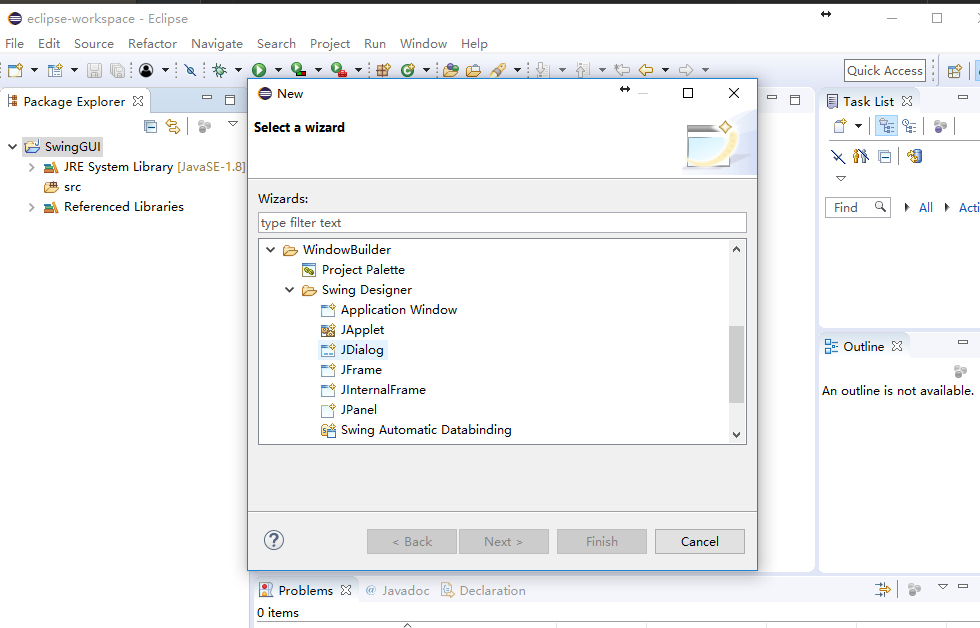 eclipse-workspace - Eclipse
File Edit Source Refactor Navigate Search Project Run Window Help
Quick Access
Package Explorer
SwingGUI
JRE System Library [JavaSE-1.8]
src
Referenced Libraries
New
Select a wizard
Wizards:
type filter text
WindowBuilder
Project Palette
Swing Designer
Application Window
JApplet
JDialog
JFrame
JInternalFrame
JPanel
Swing Automatic Databinding
?
< Back Next > Finish Cancel
Task List
Find All Acti
Outline
An outline is not available.
Problems @ Javadoc Declaration
0 items